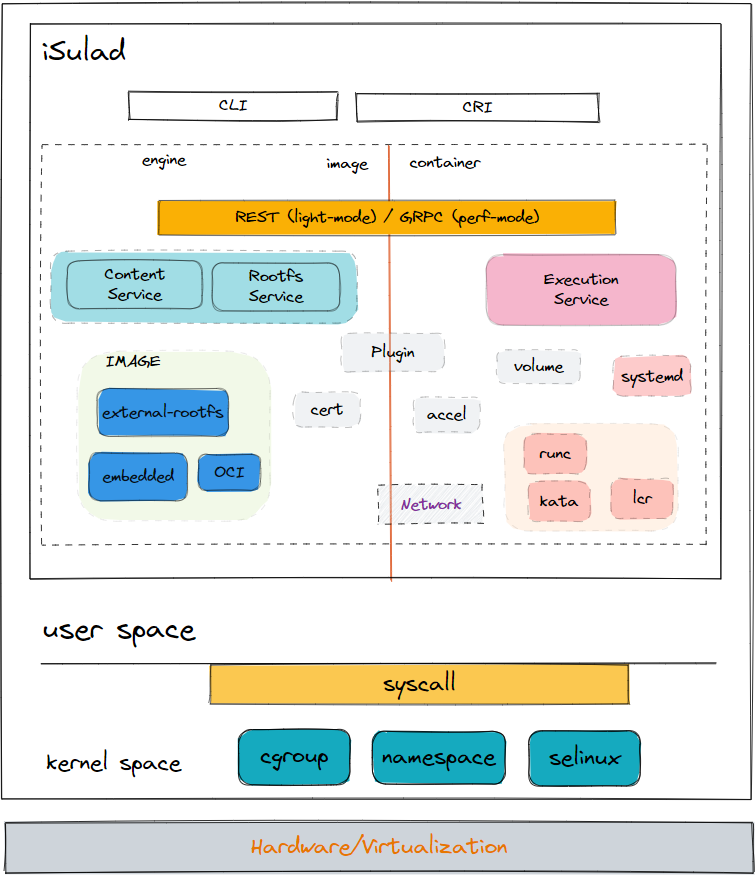 iSulad
CLI
CRI
engine
image
container
REST (light-mode) / GRPC (perf-mode)
Content
Service
Rootfs
Service
Execution
Service
Plugin
IMAGE
volume
systemd
external-rootfs
cert
accel
runc
embedded
OCI
kata
lcr
Network
user space
syscall
kernel space
cgroup
namespace
selinux
Hardware/Virtualization